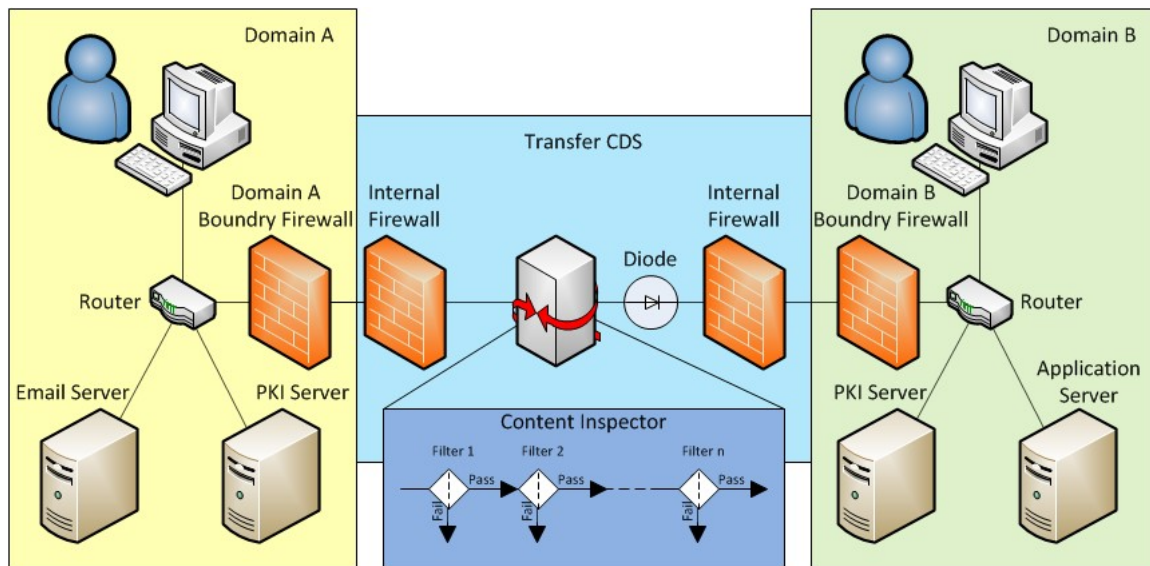 Domain A
Domain A
Boundry Firewall
Router
Email Server
PKI Server
Transfer CDS
Internal
Firewall
Diode
Internal
Firewall
Content Inspector
Filter 1
Pass
Fail
Filter 2
Pass
Fail
Filter n
Pass
Fail
Domain B
Domain B
Boundry Firewall
Router
PKI Server
Application
Server